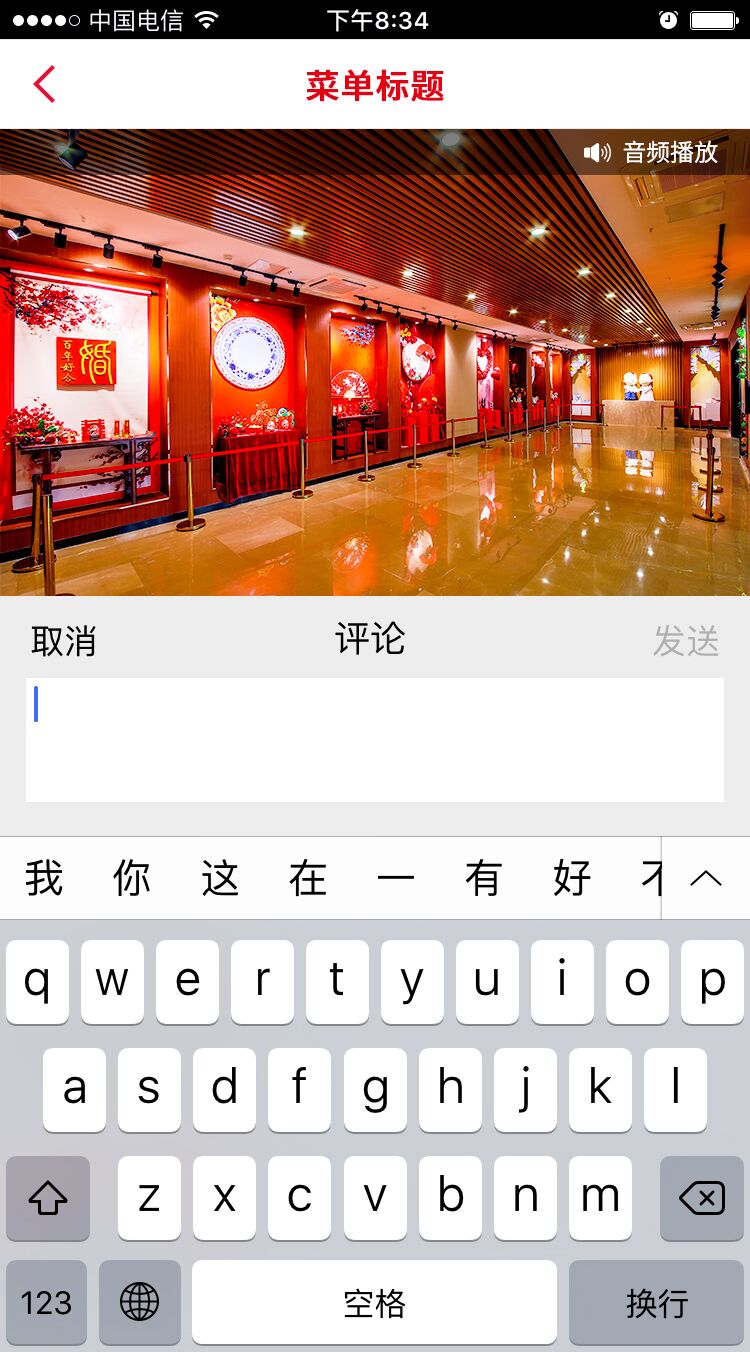 中国电信 下午8:34
菜单标题
音频播放
百年好合
婚
取消 评论 发送
我 你 这 在 一 有 好 不
q w e r t y u i o p
a s d f g h j k l
z x c v b n m
123 空格 换行